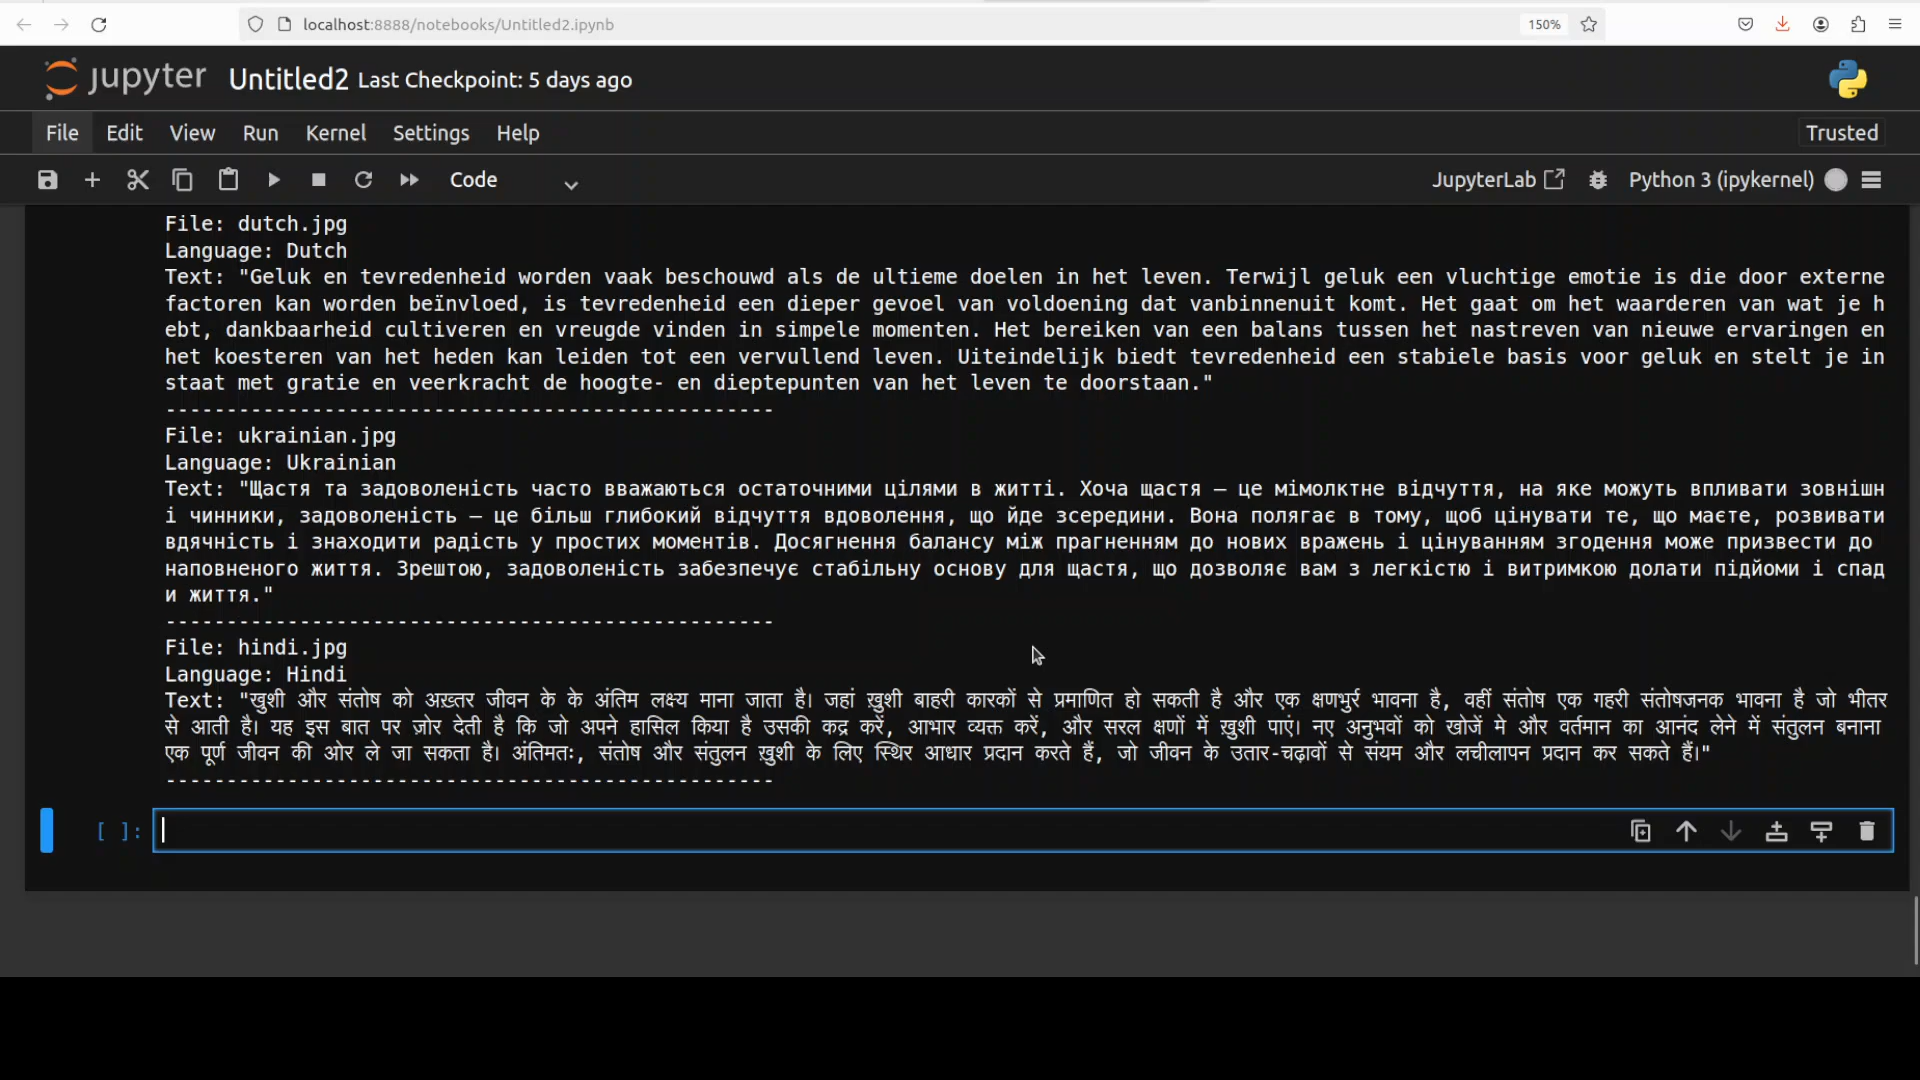 localhost:8888/notebooks/Untitled2.ipynb
150%
jupyter Untitled2 Last Checkpoint: 5 days ago
File Edit View Run Kernel Settings Help
Trusted
Code
JupyterLab
Python 3 (ipykernel)
File: dutch.jpg
Language: Dutch
Text: "Geluk en tevredenheid worden vaak beschouwd als de ultieme doelen in het leven. Terwijl geluk een vluchtige emotie is die door externe
factoren kan worden beïnvloed, is tevredenheid een dieper gevoel van voldoening dat vanbinnenuit komt. Het gaat om het waarderen van wat je h
ebt, dankbaarheid cultiveren en vreugde vinden in simpele momenten. Het bereiken van een balans tussen het nastreven van nieuwe ervaringen en
het koesteren van het heden kan leiden tot een vervullend leven. Uiteindelijk biedt tevredenheid een stabiele basis voor geluk en stelt je in
staat met gratie en veerkracht de hoogte- en dieptepunten van het leven te doorstaan."
--------------------------------------------------
File: ukrainian.jpg
Language: Ukrainian
Text: "Щастя та задоволеність часто вважаються остаточними цілями в житті. Хоча щастя – це мімолктне відчуття, на яке можуть впливати зовнішн
і чинники, задоволеність – це більш глибокий відчуття вдоволення, що йде зсередини. Вона полягає в тому, щоб цінувати те, що маєте, розвивати
вдячність і знаходити радість у простих моментів. Досягнення балансу між прагненням до нових вражень і цінуванням згодення може призвести до
наповненого життя. Зрештою, задоволеність забезпечує стабільну основу для щастя, що дозволяє вам з легкістю і витримкою долати підйоми і спад
и життя."
--------------------------------------------------
File: hindi.jpg
Language: Hindi
Text: "खुशी और संतोष को अख़्तर जीवन के के अंतिम लक्ष्य माना जाता है। जहां ख़ुशी बाहरी कारकों से प्रमाणित हो सकती है और एक क्षणभुर्र भावना है, वहीं संतोष एक गहरी संतोषजनक भावना है जो भीतर
से आती है। यह इस बात पर ज़ोर देती है कि जो अपने हासिल किया है उसकी कद्र करें, आभार व्यक्त करें, और सरल क्षणों में ख़ुशी पाएं। नए अनुभवों को खोजें मे और वर्तमान का आनंद लेने में संतुलन बनाना
एक पूर्ण जीवन की ओर ले जा सकता है। अंतिमतः, संतोष और संतुलन ख़ुशी के लिए स्थिर आधार प्रदान करते हैं, जो जीवन के उतार-चढ़ावों से संयम और लचीलापन प्रदान कर सकते हैं।"
--------------------------------------------------
[ ]: